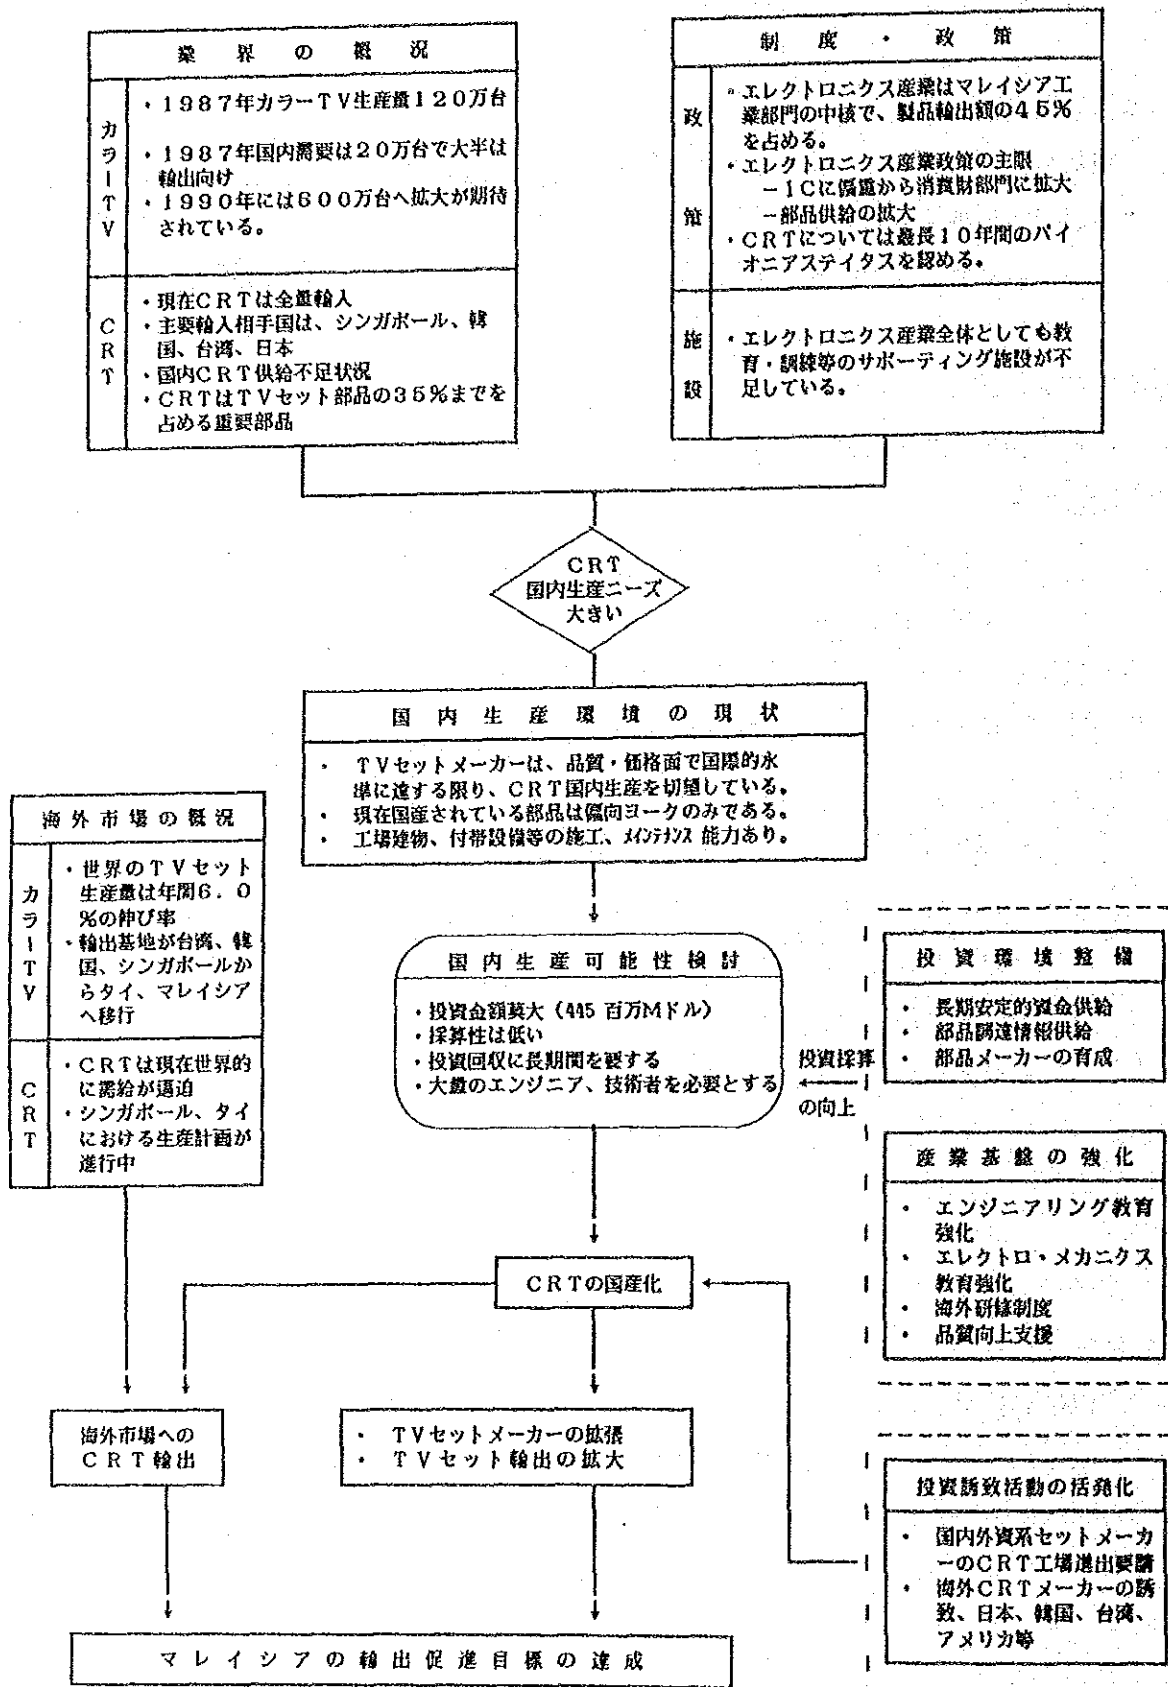 業界の概況
カラーTV
・1987年カラーTV生産量120万台
・1987年国内需要は20万台で大半は
輸出向け
・1990年には600万台へ拡大が期待
されている。
CRT
・現在CRTは全量輸入
・主要輸入相手国は、シンガポール、韓
国、台湾、日本
・国内CRT供給不足状況
・CRTはTVセット部品の35%までを
占める重要部品
制度・政策
政策
・エレクトロニクス産業はマレイシア工
業部門の中核で、製品輸出額の45%
を占める。
・エレクトロニクス産業政策の主眼
－ICに偏重から消費財部門に拡大
－部品供給の拡大
・CRTについては最長10年間のパイ
オニアステイタスを認める。
施設
・エレクトロニクス産業全体としても教
育・訓練等のサポーティング施設が不
足している。
CRT
国内生産ニーズ
大きい
国内生産環境の現状
・ TVセットメーカーは、品質・価格面で国際的水
準に達する限り、CRT国内生産を切望している。
・ 現在国産されている部品は偏向ヨークのみである。
・ 工場建物、付帯設備等の施工、メインテナンス能力あり。
海外市場の概況
カラーTV
・世界のTVセット
生産量は年間6.0
%の伸び率
・輸出基地が台湾、韓
国、シンガポールか
らタイ、マレイシア
へ移行
CRT
・CRTは現在世界的
に需給が逼迫
・シンガポール、タイ
における生産計画が
進行中
国内生産可能性検討
・投資金額莫大(445百万Mドル)
・採算性は低い
・投資回収に長期間を要する
・大量のエンジニア、技術者を必要とする
投資採算
の向上
投資環境整備
・ 長期安定的資金供給
・ 部品調達情報供給
・ 部品メーカーの育成
産業基盤の強化
・ エンジニアリング教育
強化
・ エレクトロ・メカニクス
教育強化
・ 海外研修制度
・ 品質向上支援
CRTの国産化
海外市場への
CRT輸出
・ TVセットメーカーの拡張
・ TVセット輸出の拡大
投資誘致活動の活発化
・ 国内外資系セットメーカ
ーのCRT工場進出要請
・ 海外CRTメーカーの誘
致、日本、韓国、台湾、
アメリカ等
マレイシアの輸出促進目標の達成